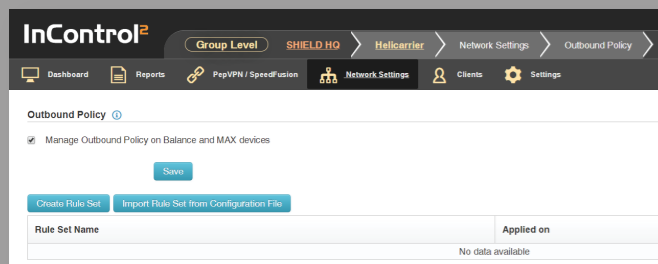 InControl²
Group Level SHIELD HQ Helicarrier Network Settings Outbound Policy
Dashboard Reports PepVPN / SpeedFusion Network Settings Clients Settings
Outbound Policy
Manage Outbound Policy on Balance and MAX devices
Save
Create Rule Set Import Rule Set from Configuration File
Rule Set Name Applied on
No data available